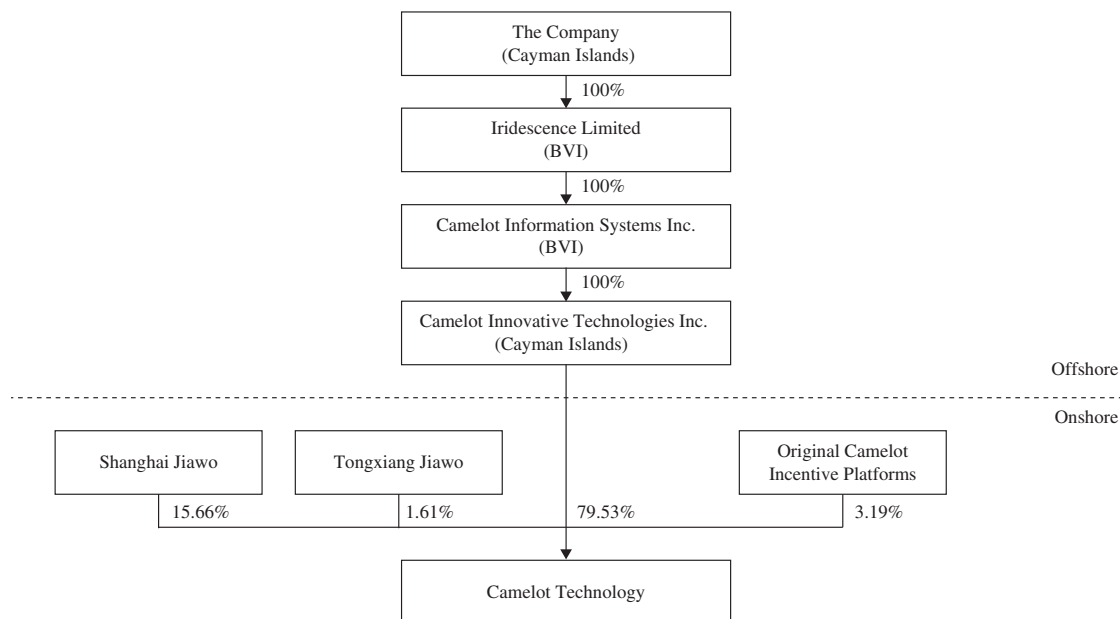 The Company
(Cayman Islands)
100%
Iridescence Limited
(BVI)
100%
Camelot Information Systems Inc.
(BVI)
100%
Camelot Innovative Technologies Inc.
(Cayman Islands)
Offshore
Onshore
Shanghai Jiawo
Tongxiang Jiawo
Original Camelot
Incentive Platforms
15.66%
1.61%
79.53%
3.19%
Camelot Technology